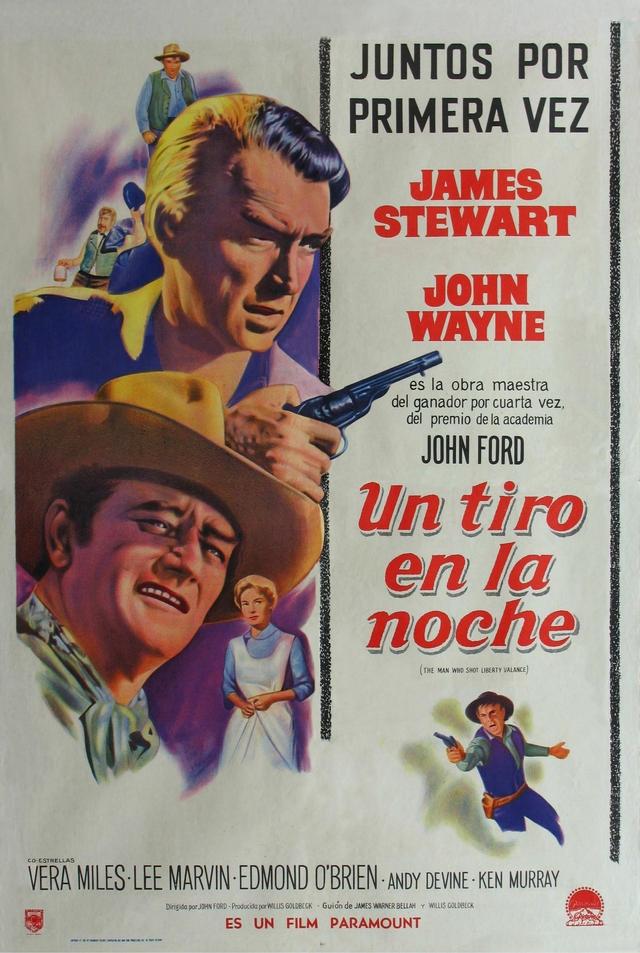 JUNTOS POR
PRIMERA VEZ
JAMES
STEWART
JOHN
WAYNE
es la obra maestra
del ganador por cuarta vez,
del premio de la academia
JOHN FORD
Un tiro
en la
noche
(THE MAN WHO SHOT LIBERTY VALANCE)
CO-ESTRELLAS
VERA MILES · LEE MARVIN · EDMOND O'BRIEN · ANDY DEVINE · KEN MURRAY
Dirigida por JOHN FORD · Producida por WILLIS GOLDBECK · Guión de JAMES WARNER BELLAH Y WILLIS GOLDBECK
ES UN FILM PARAMOUNT